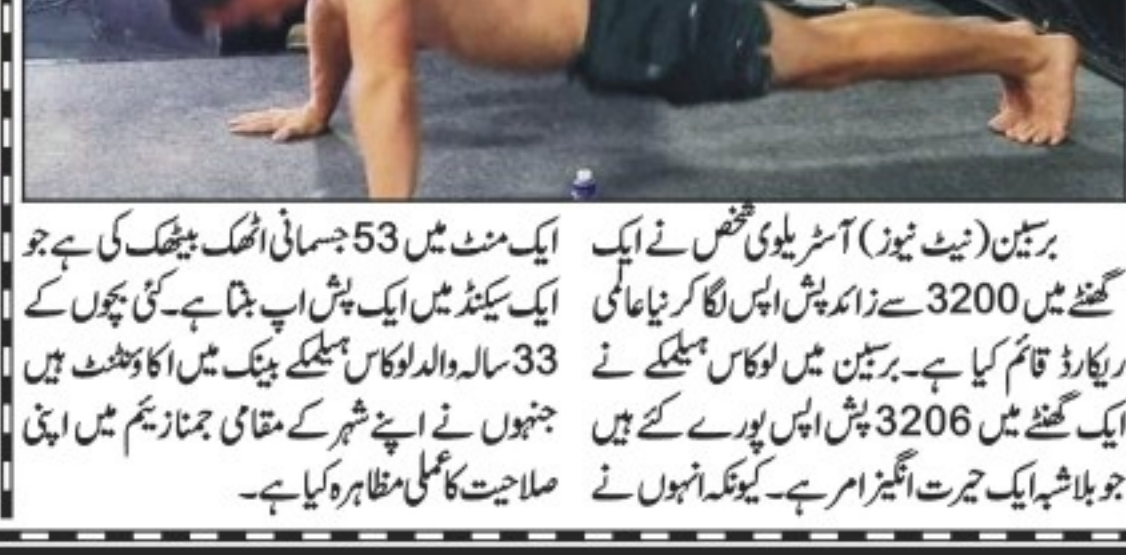 برسبین(نیٹ نیوز) آسٹریلوی شخص نے ایک
گھنٹے میں 3200 سے زائد پش اپس لگا کر نیا عالمی
ریکارڈ قائم کیا ہے۔ برسبین میں لوکاس ہیلمکے نے
ایک گھنٹے میں 3206 پش اپس پورے کئے ہیں
جو بلاشبہ ایک حیرت انگیز امر ہے۔ کیونکہ انہوں نے
ایک منٹ میں 53 جسمانی اٹھک بیٹھک کی ہے جو
ایک سیکنڈ میں ایک پش اپ بنتا ہے۔ کئی بچوں کے
33 سالہ والد لوکاس ہیلمکے بینک میں اکاؤنٹنٹ ہیں
جنہوں نے اپنے شہر کے مقامی جمنازیئم میں اپنی
صلاحیت کا عملی مظاہرہ کیا ہے۔